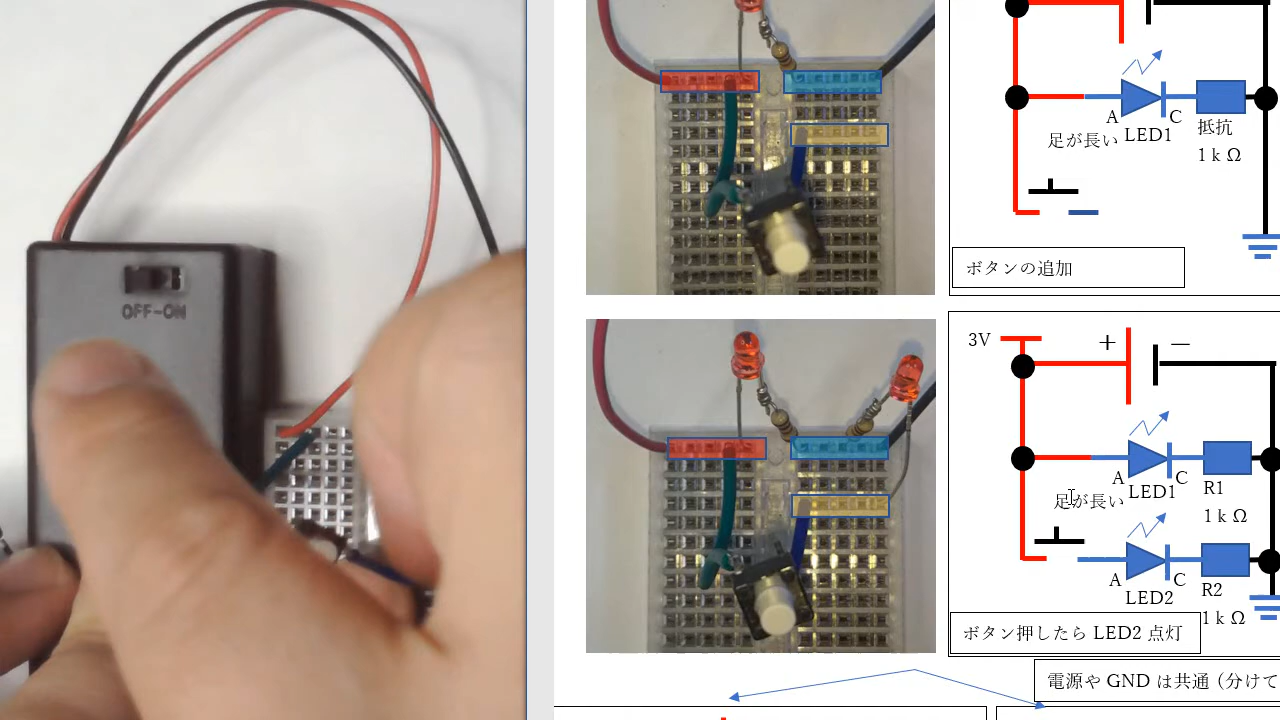 OFF-ON
A
C
足が長い
LED1
抵抗
1ｋΩ
ボタンの追加
3V
+
−
A
C
足が長い
LED1
R1
1ｋΩ
A
C
LED2
R2
1ｋΩ
ボタン押したら LED2 点灯
電源や GND は共通（分けて